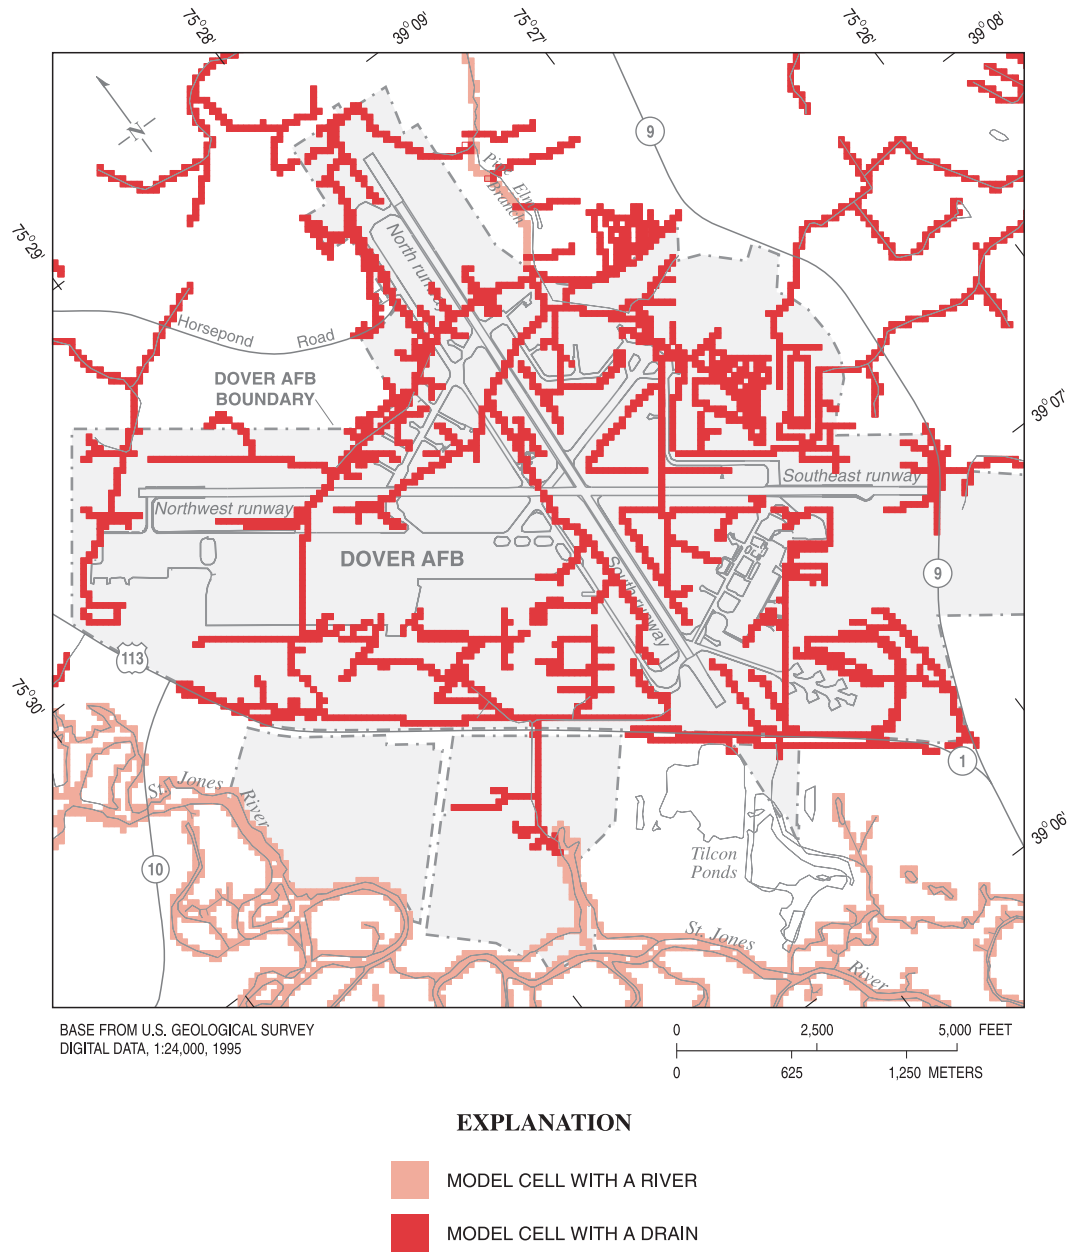 75°28'
39°09'
75°27'
75°26'
39°08'
N
9
Pipe Elm
Branch
75°29'
North runway
Horsepond Road
DOVER AFB
BOUNDARY
39°07'
Southeast runway
Northwest runway
DOVER AFB
South runway
9
113
75°30'
1
St. Jones River
10
Tilcon
Ponds
39°06'
St. Jones River
BASE FROM U.S. GEOLOGICAL SURVEY
DIGITAL DATA, 1:24,000, 1995
0 2,500 5,000 FEET
0 625 1,250 METERS
EXPLANATION
MODEL CELL WITH A RIVER
MODEL CELL WITH A DRAIN